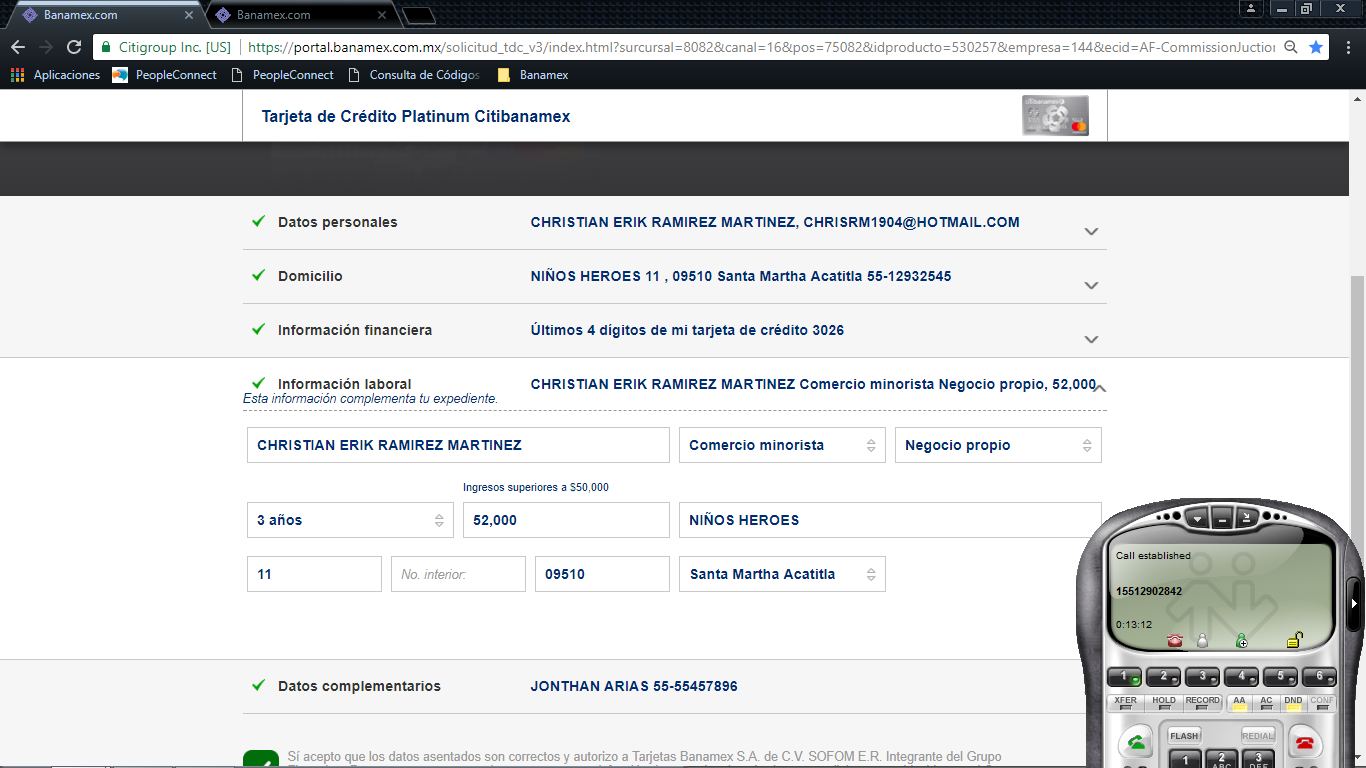 Banamex.com
Banamex.com
Citigroup Inc. [US] https://portal.banamex.com.mx/solicitud_tdc_v3/index.html?surcursal=8082&canal=16&pos=75082&idproducto=530257&empresa=144&ecid=AF-CommissionJuctior
Aplicaciones PeopleConnect PeopleConnect Consulta de Códigos Banamex
Tarjeta de Crédito Platinum Citibanamex
Datos personales CHRISTIAN ERIK RAMIREZ MARTINEZ, CHRISRM1904@HOTMAIL.COM
Domicilio NIÑOS HEROES 11 , 09510 Santa Martha Acatitla 55-12932545
Información financiera Últimos 4 dígitos de mi tarjeta de crédito 3026
Información laboral CHRISTIAN ERIK RAMIREZ MARTINEZ Comercio minorista Negocio propio, 52,000
Esta información complementa tu expediente.
CHRISTIAN ERIK RAMIREZ MARTINEZ Comercio minorista Negocio propio
Ingresos superiores a $50,000
3 años 52,000 NIÑOS HEROES
11 No. interior: 09510 Santa Martha Acatitla
Datos complementarios JONTHAN ARIAS 55-55457896
Sí acepto que los datos asentados son correctos y autorizo a Tarjetas Banamex S.A. de C.V. SOFOM E.R. Integrante del Grupo
Call established
15512902842
0:13:12
1 2 3 4 5 6
XFER HOLD RECORD AA AC DND CONF
FLASH REDIAL
1 2 3
ABC DEF